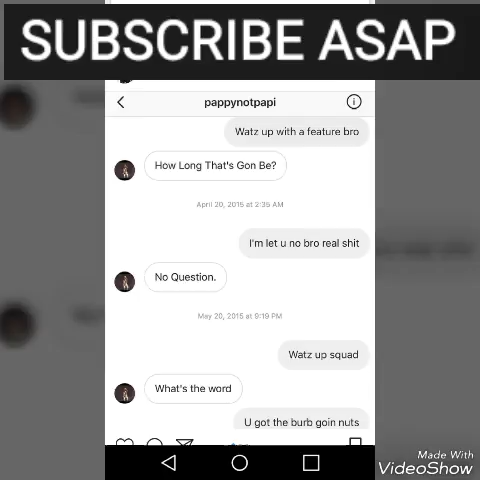 SUBSCRIBE ASAP
pappynotpapi
Watz up with a feature bro
How Long That's Gon Be?
April 20, 2015 at 2:35 AM
I'm let u no bro real shit
No Question.
May 20, 2015 at 9:19 PM
Watz up squad
What's the word
U got the burb goin nuts
Made With
VideoShow